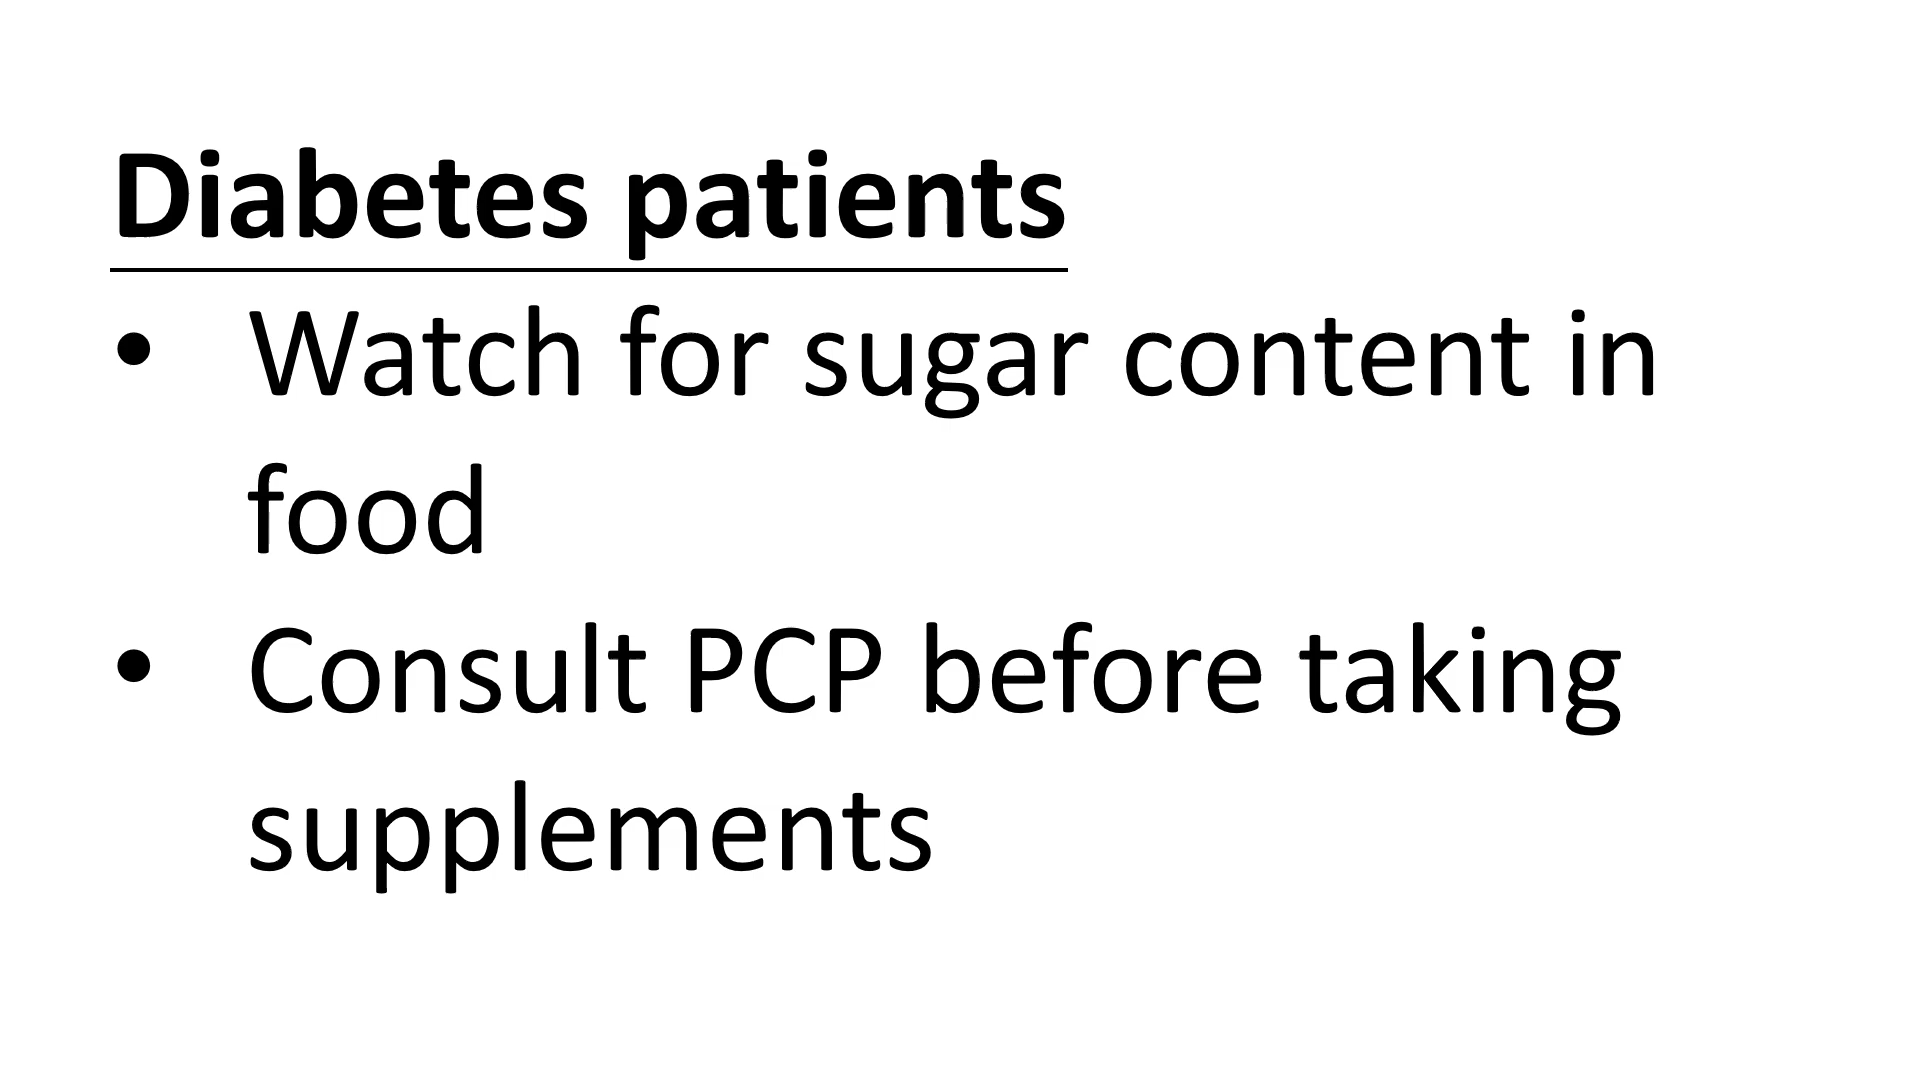 Diabetes patients
• Watch for sugar content in
food
• Consult PCP before taking
supplements